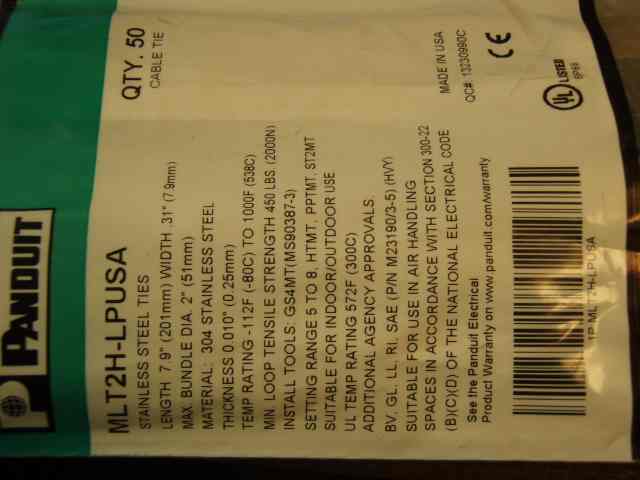 PANDUIT
MLT2H-LPUSA
QTY. 50
STAINLESS STEEL TIES
CABLE TIE
LENGTH 7.9" (201mm) WIDTH .31" (7.9mm)
MAX. BUNDLE DIA. 2" (51mm)
MATERIAL: 304 STAINLESS STEEL
THICKNESS 0.010" (0.25mm)
TEMP RATING -112F (-80C) TO 1000F (538C)
MIN. LOOP TENSILE STRENGTH 450 LBS. (2000N)
INSTALL TOOLS: GS4MT(MS90387-3)
SETTING RANGE 5 TO 8, HTMT, PPTMT, ST2MT
SUITABLE FOR INDOOR/OUTDOOR USE
UL TEMP RATING 572F (300C)
ADDITIONAL AGENCY APPROVALS:
BV, GL, LL, RI, SAE (P/N M23190/3-5) (HVY)
SUITABLE FOR USE IN AIR HANDLING
SPACES IN ACCORDANCE WITH SECTION 300-22
(B)(C)(D) OF THE NATIONAL ELECTRICAL CODE
See the Panduit Electrical
Product Warranty on www.panduit.com/warranty
MADE IN USA
QC#: 13230990C
CE
UL LISTED
1P-MLT2H-LPUSA